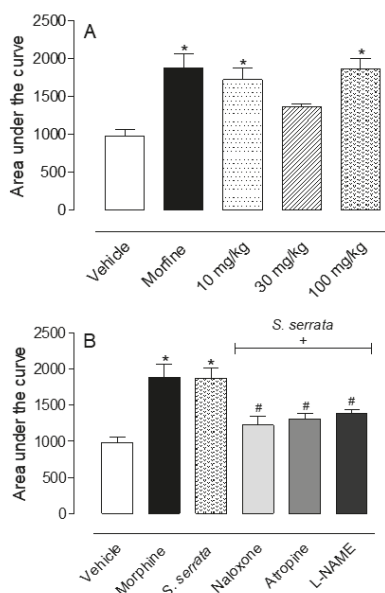 A
Area under the curve
2500
2000
1500
1000
500
0
*
*
*
Vehicle
Morfine
10 mg/kg
30 mg/kg
100 mg/kg
B
S. serrata
+
Area under the curve
2500
2000
1500
1000
500
0
*
*
#
#
#
Vehicle
Morphine
S. serrata
Naloxone
Atropine
L-NAME